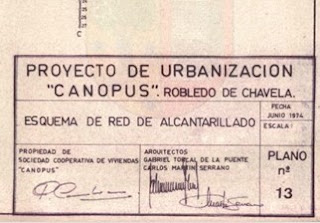 C
PROYECTO DE URBANIZACION
"CANOPUS". ROBLEDO DE CHAVELA.
ESQUEMA DE RED DE ALCANTARILLADO
FECHA
JUNIO 1974
ESCALA:
PROPIEDAD DE
SOCIEDAD COOPERATIVA DE VIVIENDAS
"CANOPUS"
ARQUITECTOS
GABRIEL TORCAL DE LA PUENTE
CARLOS MARTIN SERRANO
PLANO
nº
13